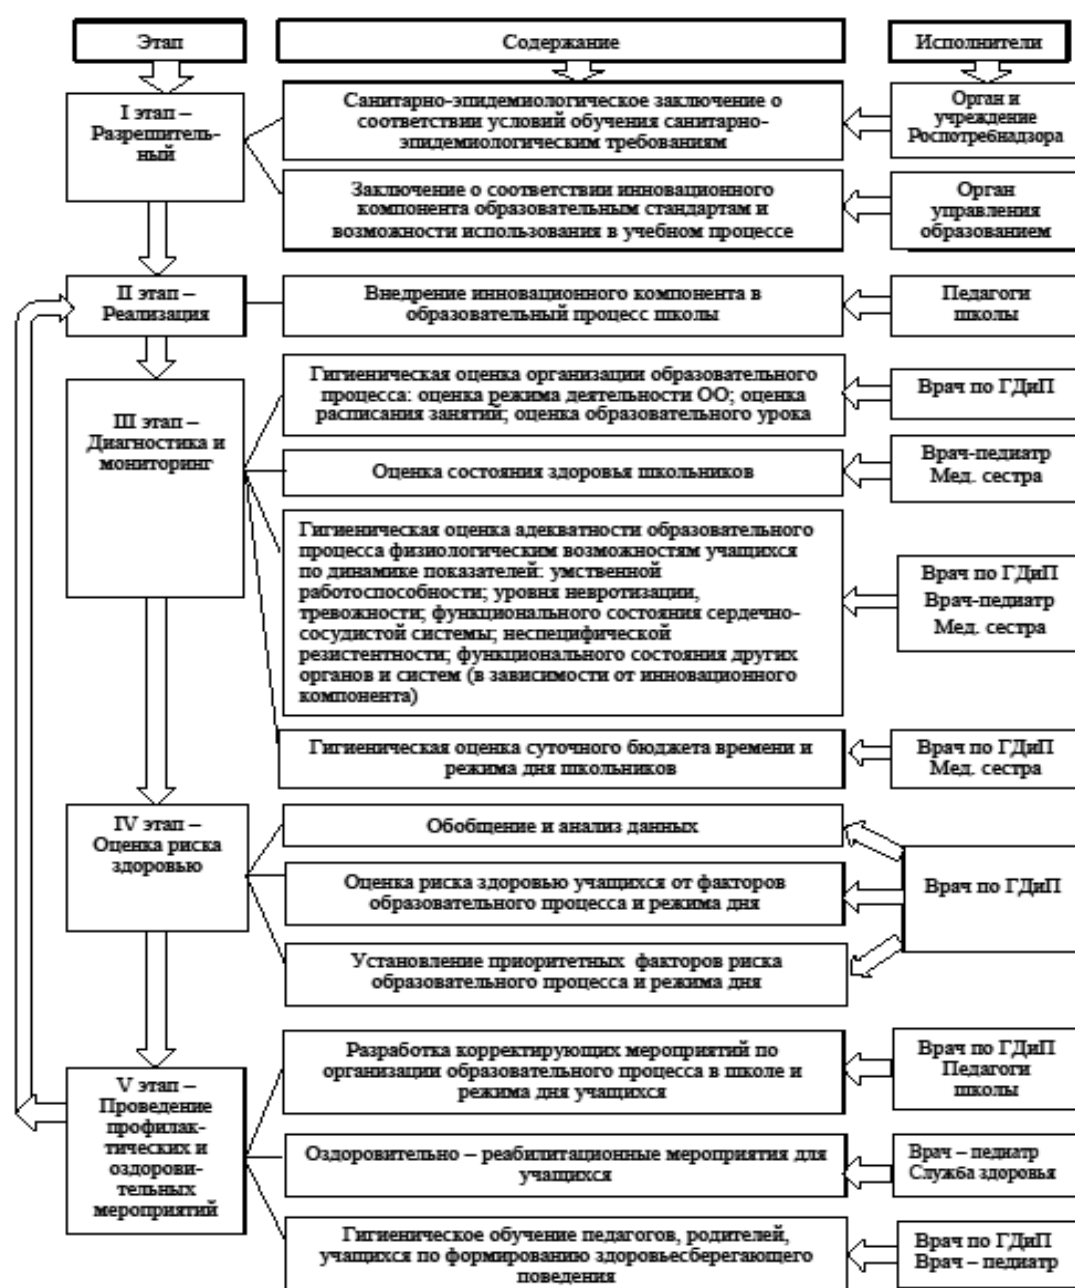 Этап
Содержание
Исполнители
I этап –
Разрешитель-
ный
Санитарно-эпидемиологическое заключение о
соответствии условий обучения санитарно-
эпидемиологическим требованиям
Орган и
учреждение
Роспотребнадзора
Заключение о соответствии инновационного
компонента образовательным стандартам и
возможности использования в учебном процессе
Орган
управления
образованием
II этап –
Реализация
Внедрение инновационного компонента в
образовательный процесс школы
Педагоги
школы
III этап –
Диагностика и
мониторинг
Гигиеническая оценка организации образовательного
процесса: оценка режима деятельности ОО; оценка
расписания занятий; оценка образовательного урока
Врач по ГДиП
Оценка состояния здоровья школьников
Врач-педиатр
Мед. сестра
Гигиеническая оценка адекватности образовательного
процесса физиологическим возможностям учащихся
по динамике показателей: умственной
работоспособности; уровня невротизации,
тревожности; функционального состояния сердечно-
сосудистой системы; неспецифической
резистентности; функционального состояния других
органов и систем (в зависимости от инновационного
компонента)
Врач по ГДиП
Врач-педиатр
Мед. сестра
Гигиеническая оценка суточного бюджета времени и
режима дня школьников
Врач по ГДиП
Мед. сестра
IV этап –
Оценка риска
здоровью
Обобщение и анализ данных
Оценка риска здоровью учащихся от факторов
образовательного процесса и режима дня
Установление приоритетных факторов риска
образовательного процесса и режима дня
Врач по ГДиП
V этап –
Проведение
профилак-
тических и
оздорови-
тельных
мероприятий
Разработка корректирующих мероприятий по
организации образовательного процесса в школе и
режима дня учащихся
Врач по ГДиП
Педагоги
школы
Оздоровительно – реабилитационные мероприятия для
учащихся
Врач – педиатр
Служба здоровья
Гигиеническое обучение педагогов, родителей,
учащихся по формированию здоровьесберегающего
поведения
Врач по ГДиП
Врач – педиатр